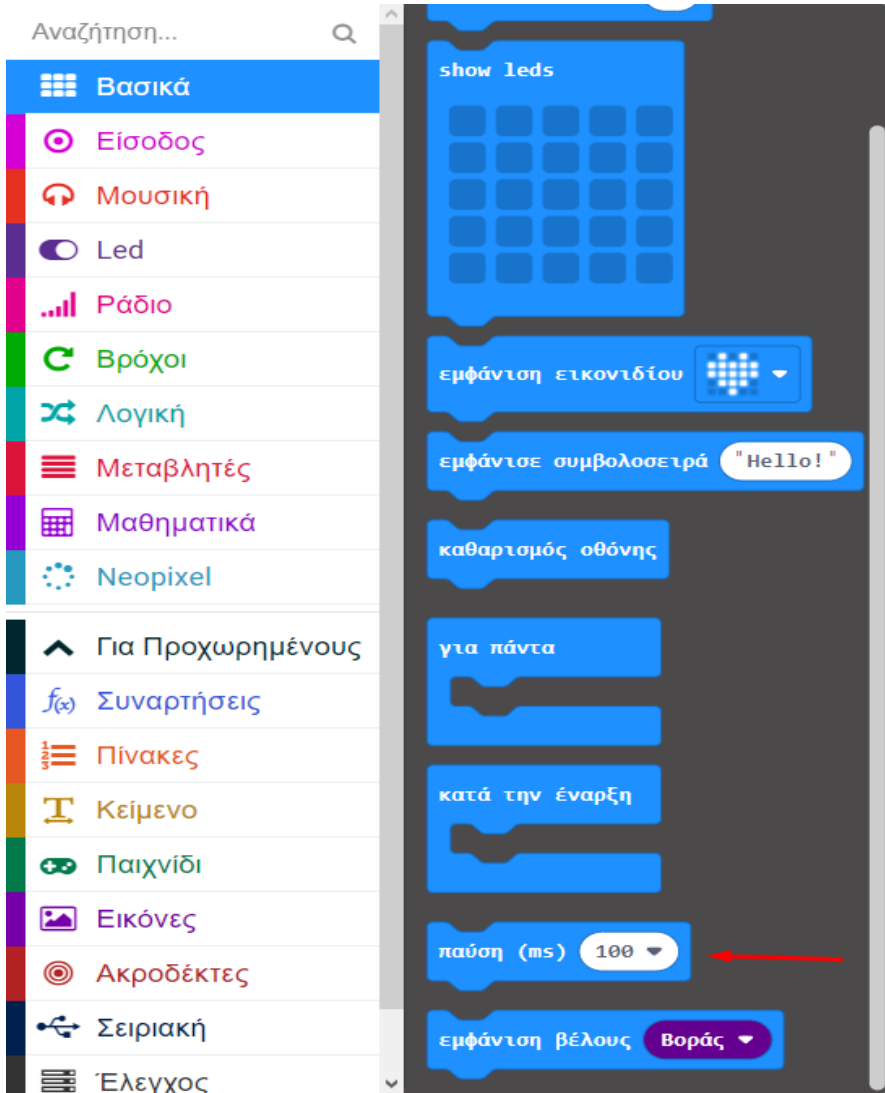 Αναζήτηση...
Βασικά
Είσοδος
Μουσική
Led
Ράδιο
Βρόχοι
Λογική
Μεταβλητές
Μαθηματικά
Neopixel
Για Προχωρημένους
f(x) Συναρτήσεις
Πίνακες
Κείμενο
Παιχνίδι
Εικόνες
Ακροδέκτες
Σειριακή
Έλεγχος
show leds
εμφάνιση εικονιδίου
εμφάνισε συμβολοσειρά "Hello!"
καθαρισμός οθόνης
για πάντα
κατά την έναρξη
παύση (ms) 100
εμφάνιση βέλους Βοράς